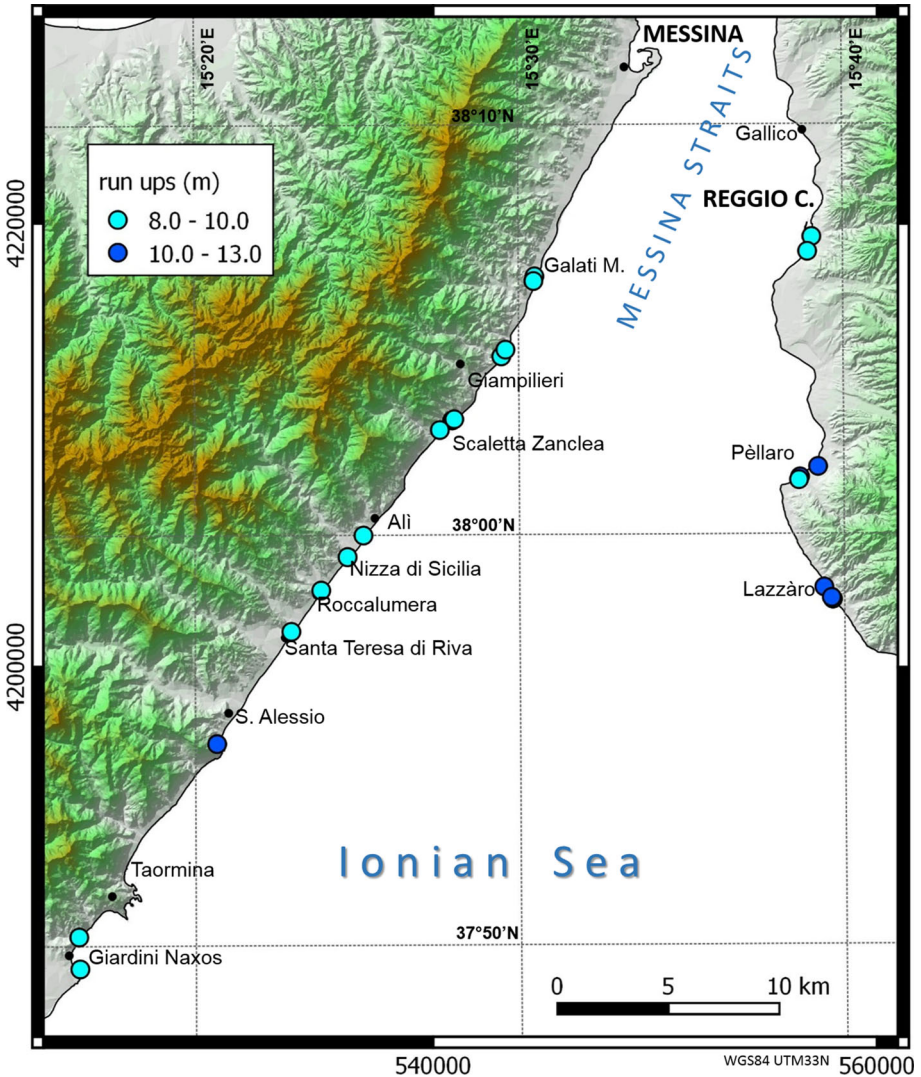 MESSINA
15°20'E
15°30'E
15°40'E
38°10'N
Gallico
MESSINA STRAITS
run ups (m)
8.0 - 10.0
10.0 - 13.0
REGGIO C.
4220000
Galati M.
Giampilieri
Scaletta Zanclea
Pèllaro
Alì
38°00'N
Nizza di Sicilia
Lazzàro
Roccalumera
Santa Teresa di Riva
4200000
S. Alessio
Ionian Sea
Taormina
37°50'N
Giardini Naxos
0 5 10 km
WGS84 UTM33N
540000
560000